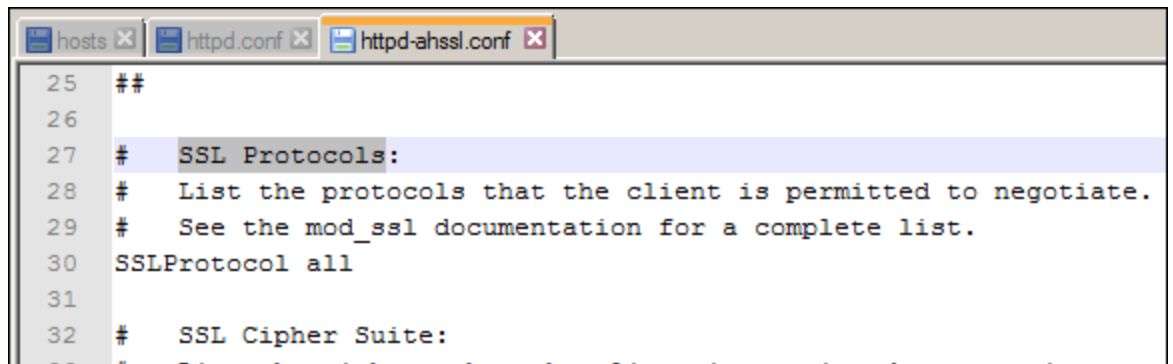 hosts httpd.conf httpd-ahssl.conf
25 ##
26
27 # SSL Protocols:
28 # List the protocols that the client is permitted to negotiate.
29 # See the mod_ssl documentation for a complete list.
30 SSLProtocol all
31
32 # SSL Cipher Suite: